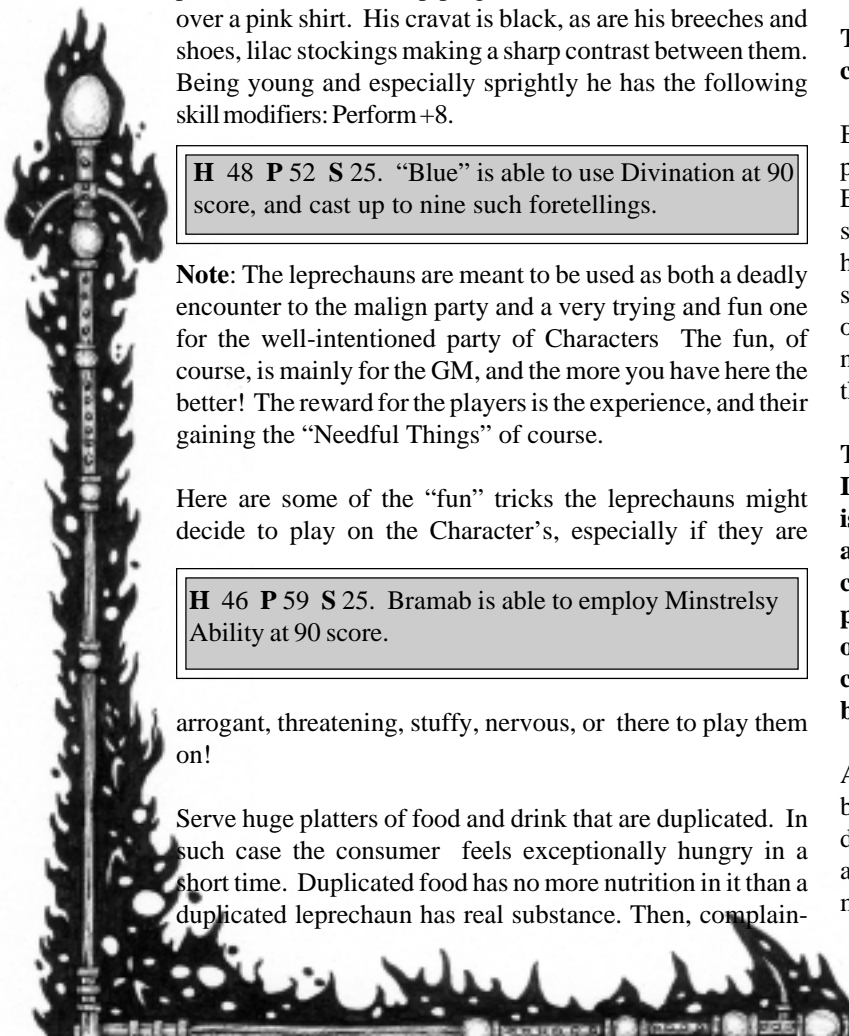 over a pink shirt. His cravat is black, as are his breeches and
shoes, lilac stockings making a sharp contrast between them.
Being young and especially sprightly he has the following
skill modifiers: Perform +8.
H 48 P 52 S 25. “Blue” is able to use Divination at 90
score, and cast up to nine such foretellings.
Note: The leprechauns are meant to be used as both a deadly
encounter to the malign party and a very trying and fun one
for the well-intentioned party of Characters The fun, of
course, is mainly for the GM, and the more you have here the
better! The reward for the players is the experience, and their
gaining the “Needful Things” of course.
Here are some of the “fun” tricks the leprechauns might
decide to play on the Character's, especially if they are
H 46 P 59 S 25. Bramab is able to employ Minstrelsy
Ability at 90 score.
arrogant, threatening, stuffy, nervous, or there to play them
on!
Serve huge platters of food and drink that are duplicated. In
such case the consumer feels exceptionally hungry in a
short time. Duplicated food has no more nutrition in it than a
duplicated leprechaun has real substance. Then, complain-